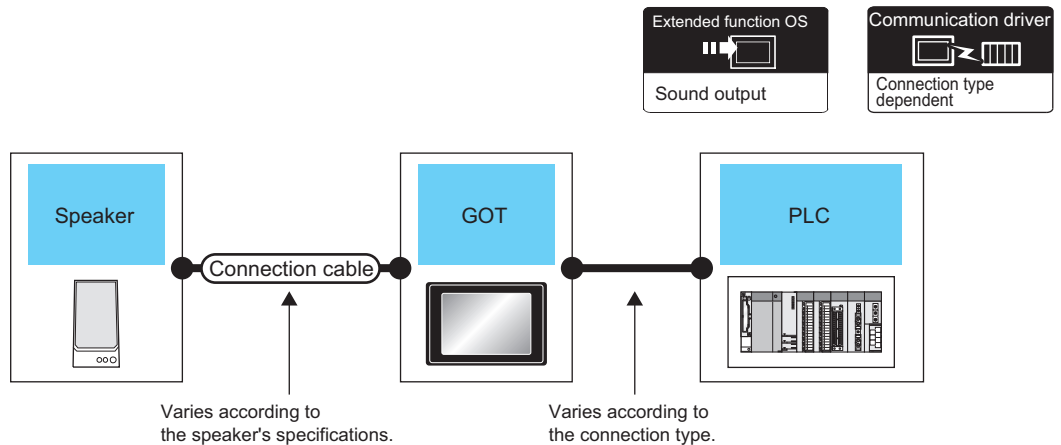 Extended function OS
Sound output
Communication driver
Connection type
dependent
Speaker
Connection cable
GOT
PLC
Varies according to
the speaker's specifications.
Varies according to
the connection type.